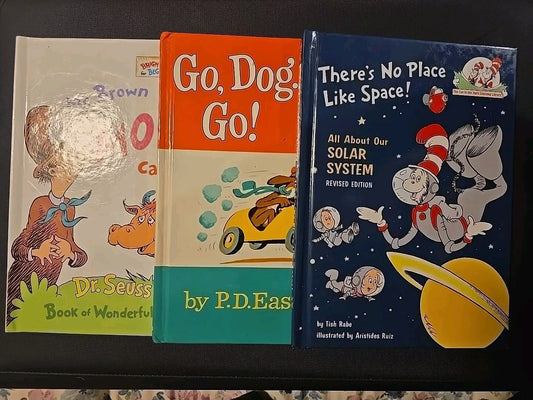 Brown
Ca
Dr. Seuss
Book of Wonderful
Go, Dog.
Go!
by P.D. Eas
There's No Place
Like Space!
All About Our
SOLAR
SYSTEM
REVISED EDITION
by Tish Rabe
illustrated by Aristides Ruiz